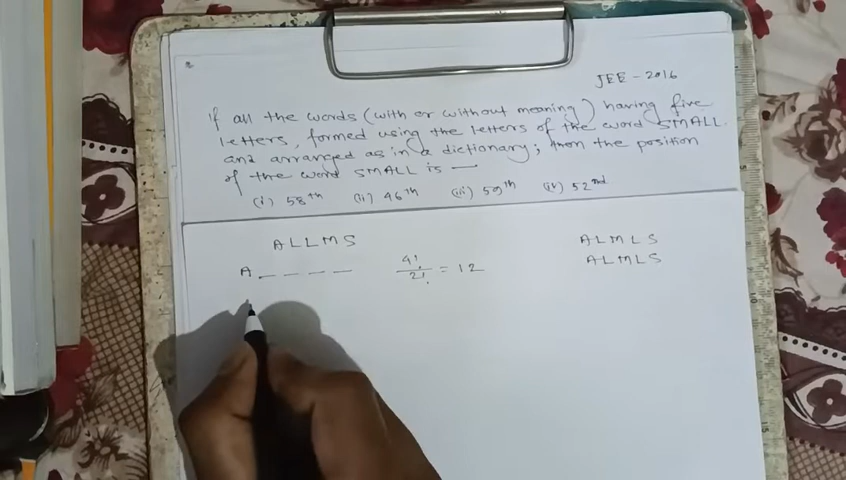 JEE - 2016
If all the words (with or without meaning) having five
letters, formed using the letters of the word SMALL
and arranged as in a dictionary; then the position
of the word SMALL is —
(i) 58th (ii) 46th (iii) 59th (iv) 52nd
A L L M S
A L M L S
A _ _ _ _ 4!/2! = 12
A L M L S